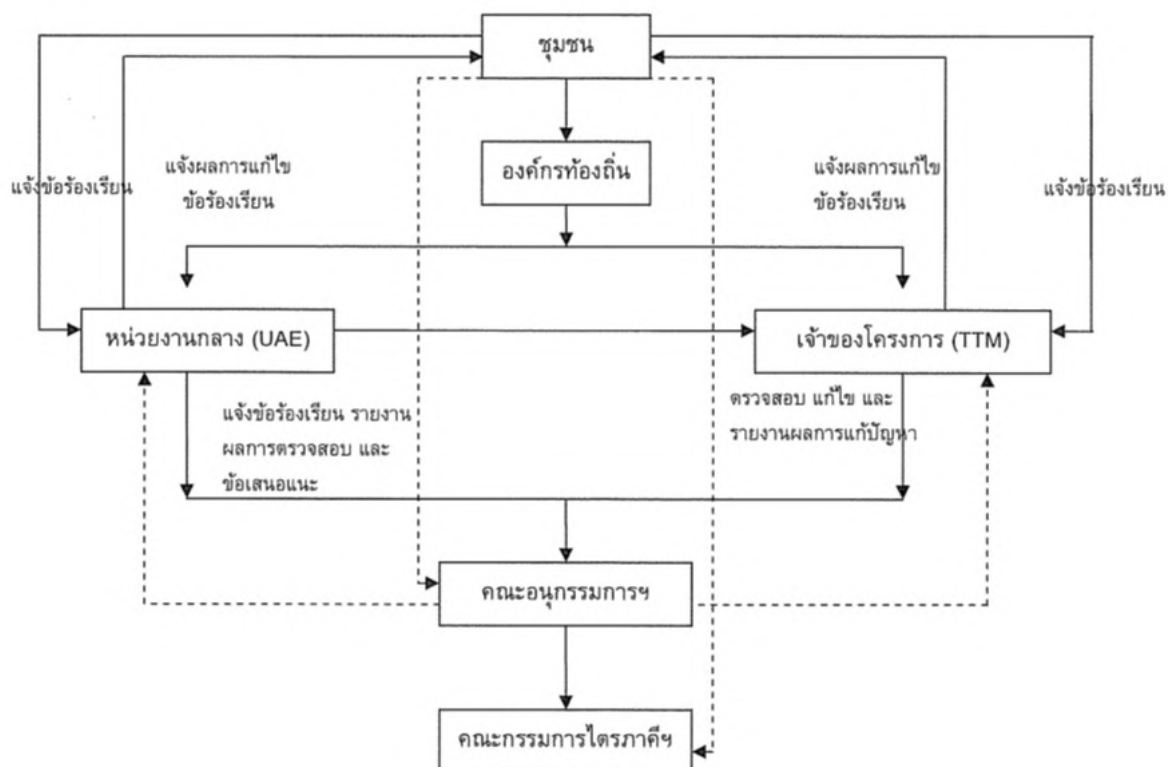 ชุมชน
องค์กรท้องถิ่น
แจ้งข้อร้องเรียน
แจ้งผลการแก้ไข
ข้อร้องเรียน
แจ้งผลการแก้ไข
ข้อร้องเรียน
แจ้งข้อร้องเรียน
หน่วยงานกลาง (UAE)
เจ้าของโครงการ (TTM)
แจ้งข้อร้องเรียน รายงาน
ผลการตรวจสอบ และ
ข้อเสนอแนะ
ตรวจสอบ แก้ไข และ
รายงานผลการแก้ปัญหา
คณะอนุกรรมการฯ
คณะกรรมการไตรภาคีฯ